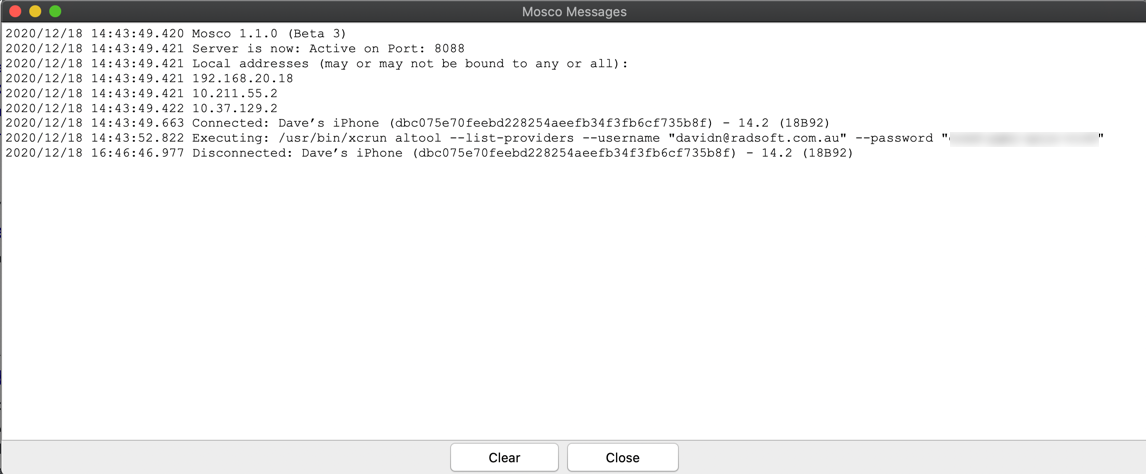 Mosco Messages
2020/12/18 14:43:49.420 Mosco 1.1.0 (Beta 3)
2020/12/18 14:43:49.421 Server is now: Active on Port: 8088
2020/12/18 14:43:49.421 Local addresses (may or may not be bound to any or all):
2020/12/18 14:43:49.421 192.168.20.18
2020/12/18 14:43:49.421 10.211.55.2
2020/12/18 14:43:49.422 10.37.129.2
2020/12/18 14:43:49.663 Connected: Dave’s iPhone (dbc075e70feebd228254aeefb34f3fb6cf735b8f) - 14.2 (18B92)
2020/12/18 14:43:52.822 Executing: /usr/bin/xcrun altool --list-providers --username "davidn@radsoft.com.au" --password " "
2020/12/18 16:46:46.977 Disconnected: Dave’s iPhone (dbc075e70feebd228254aeefb34f3fb6cf735b8f) - 14.2 (18B92)
Clear Close